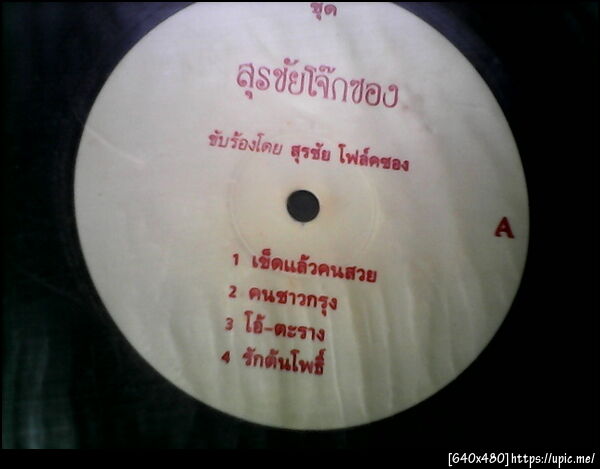 ชุด
สุรชัยโจ๊กซอง
ขับร้องโดย สุรชัย โฟล์คซอง
A
1 เข็ดแล้วคนสวย
2 คนชาวกรุง
3 โอ้-ตะราง
4 รักต้นโพธิ์
[640x480]https://upic.me/